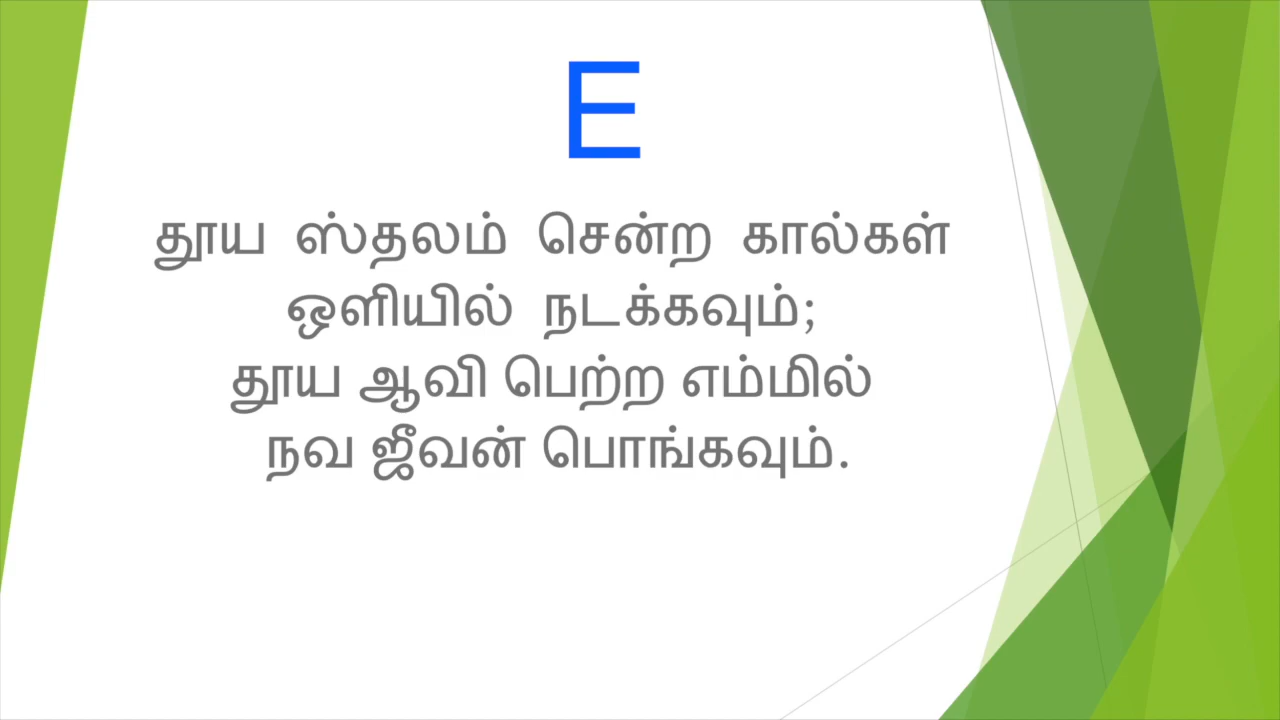 E
தூய ஸ்தலம் சென்ற கால்கள்
ஒளியில் நடக்கவும்;
தூய ஆவி பெற்ற எம்மில்
நவ ஜீவன் பொங்கவும்.